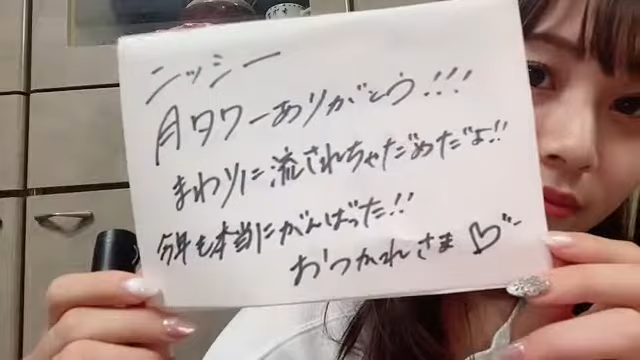 ニッシー
月タワーありがとう!!!
まわりに流されちゃだめだよ!!
今年も本当にがんばった!!
おつかれさま♡